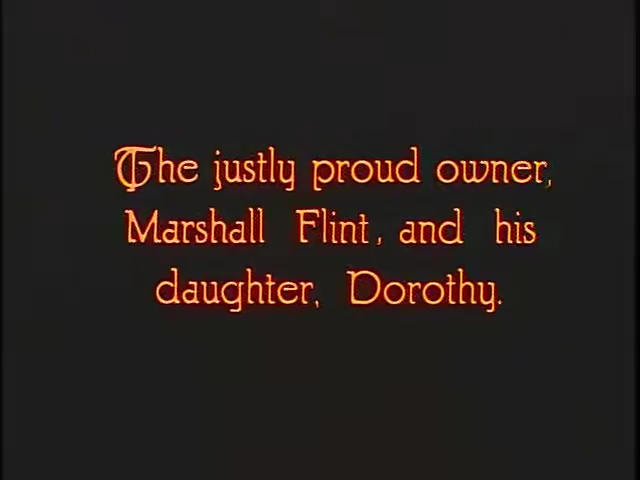 The justly proud owner,
Marshall Flint, and his
daughter, Dorothy.